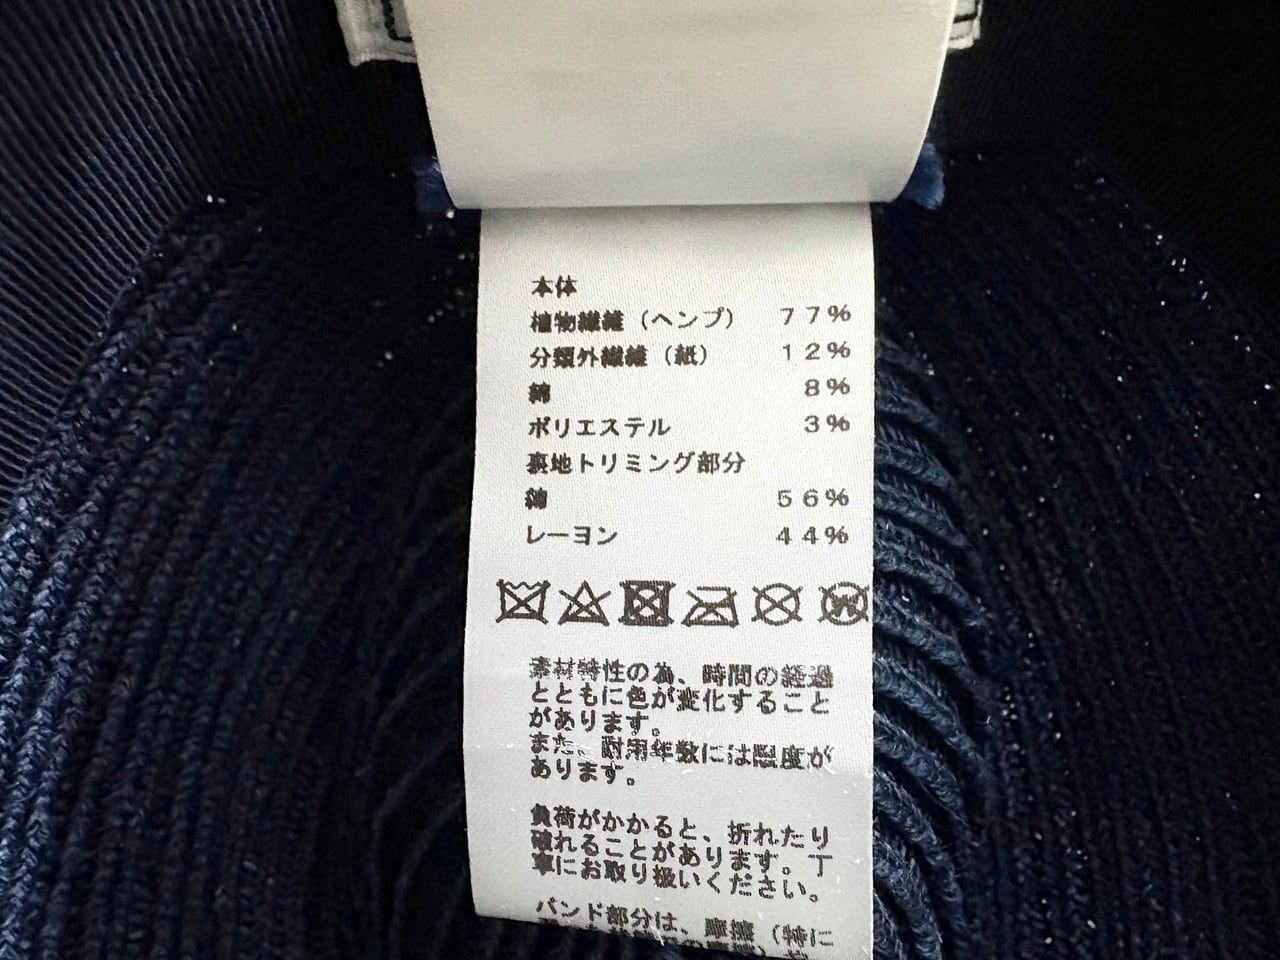 本体
植物繊維（ヘンプ） 77%
分類外繊維（紙） 12%
綿 8%
ポリエステル 3%
裏地トリミング部分
綿 56%
レーヨン 44%
W
素材特性の為、時間の経過
とともに色が変化すること
があります。
また、耐用年数には限度が
あります。
負荷がかかると、折れたり
破れることがあります。丁
寧にお取り扱いください。
バンド部分は、摩擦（特に